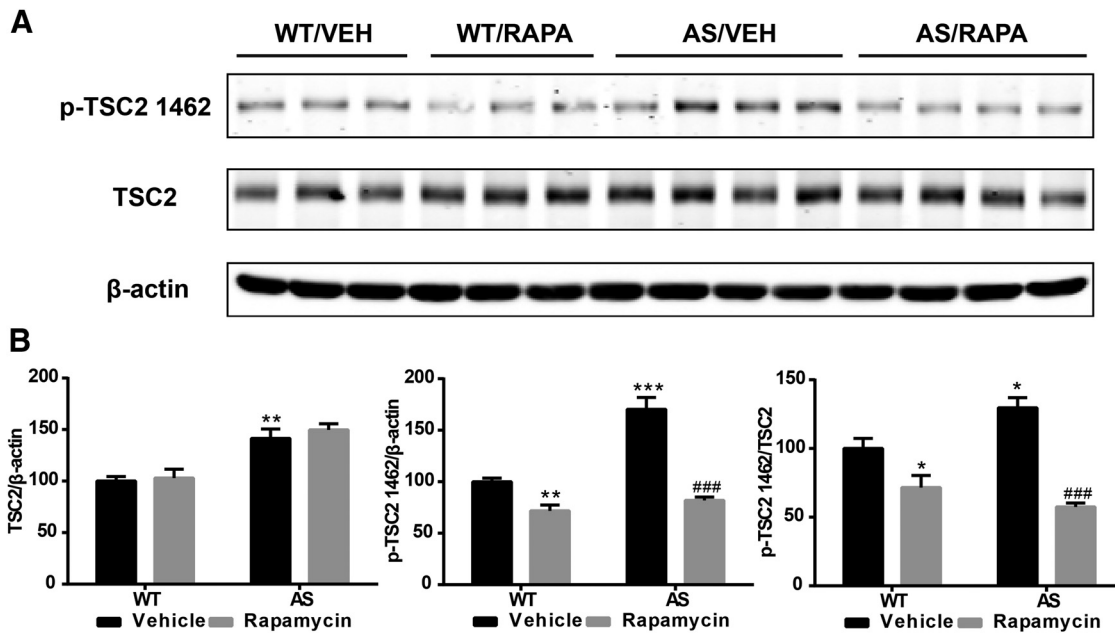 A
WT/VEH WT/RAPA AS/VEH AS/RAPA
p-TSC2 1462
TSC2
β-actin
B
TSC2/β-actin
200
150
100
50
0
**
WT AS
Vehicle Rapamycin
p-TSC2 1462/β-actin
200
150
100
50
0
**
***
###
WT AS
Vehicle Rapamycin
p-TSC2 1462/TSC2
150
100
50
0
*
*
###
WT AS
Vehicle Rapamycin